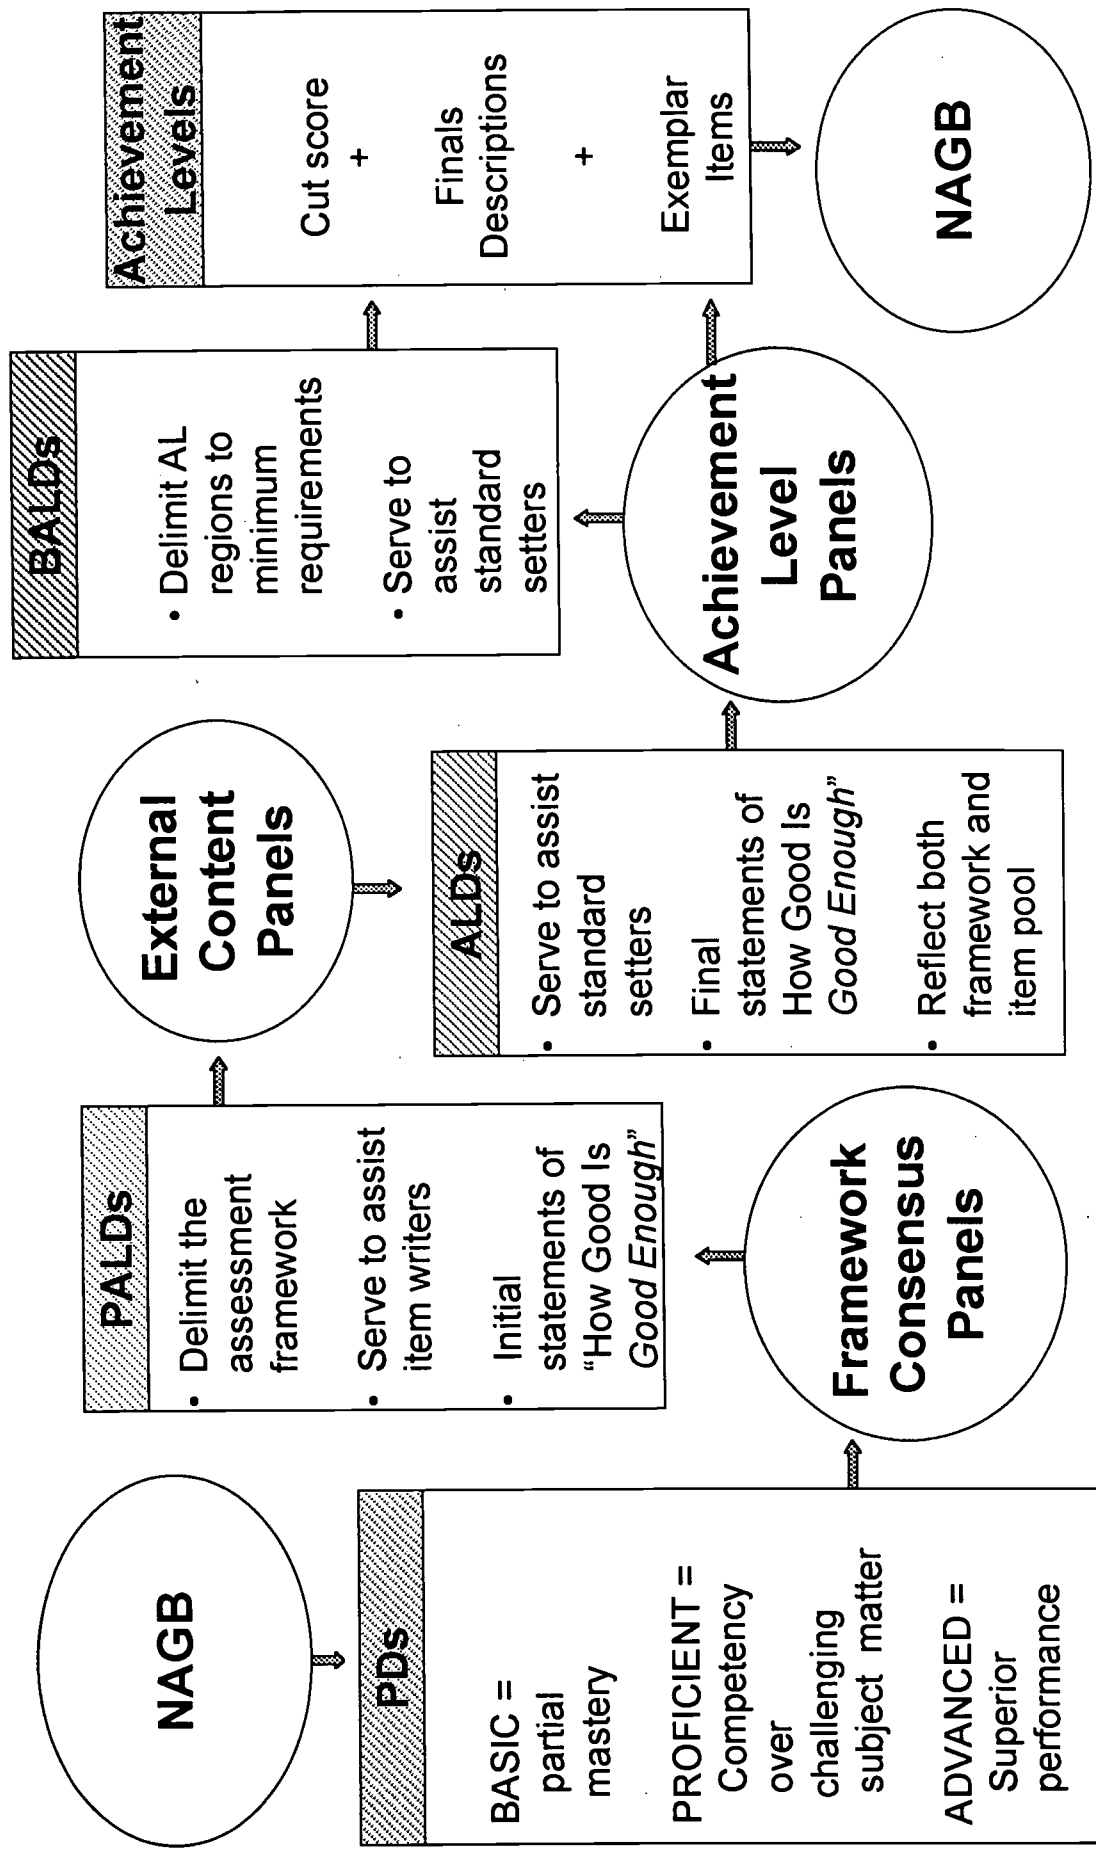 NAGB
PDs
BASIC =
partial
mastery
PROFICIENT =
Competency
over
challenging
subject matter
ADVANCED =
Superior
performance
Framework
Consensus
Panels
PALDs
• Delimit the
assessment
framework
• Serve to assist
item writers
• Initial
statements of
“How Good Is
Good Enough”
External
Content
Panels
ALDs
• Serve to assist
standard
setters
• Final
statements of
How Good Is
Good Enough”
• Reflect both
framework and
item pool
Achievement
Level
Panels
BALDs
• Delimit AL
regions to
minimum
requirements
• Serve to
assist
standard
setters
Achievement
Levels
Cut score
+
Finals
Descriptions
+
Exemplar
Items
NAGB